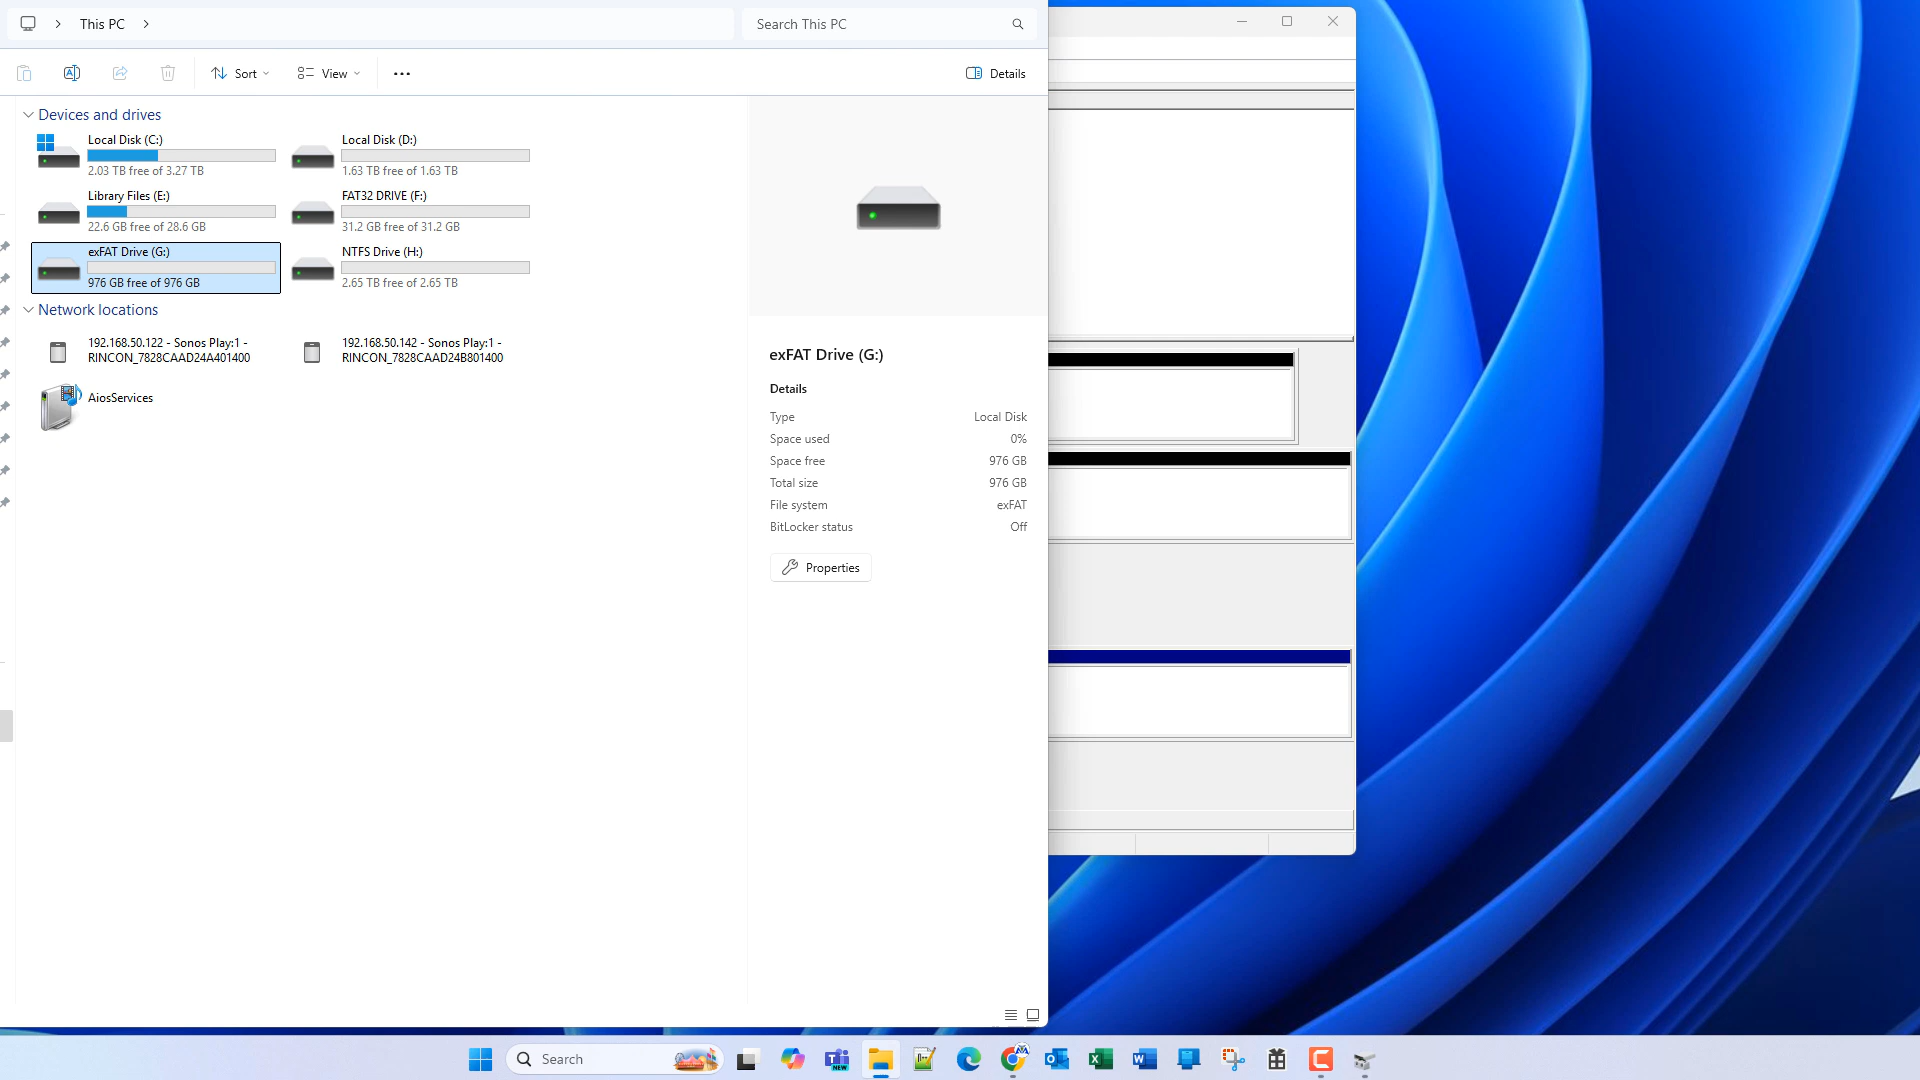 This PC
Search This PC
Sort
View
Details
Devices and drives
Local Disk (C:)
2.03 TB free of 3.27 TB
Local Disk (D:)
1.63 TB free of 1.63 TB
Library Files (E:)
22.6 GB free of 28.6 GB
FAT32 DRIVE (F:)
31.2 GB free of 31.2 GB
exFAT Drive (G:)
976 GB free of 976 GB
NTFS Drive (H:)
2.65 TB free of 2.65 TB
Network locations
192.168.50.122 - Sonos Play:1 -
RINCON_7828CAAD24A401400
192.168.50.142 - Sonos Play:1 -
RINCON_7828CAAD24B801400
AiosServices
exFAT Drive (G:)
Details
Type Local Disk
Space used 0%
Space free 976 GB
Total size 976 GB
File system exFAT
BitLocker status Off
Properties
Search
NEW